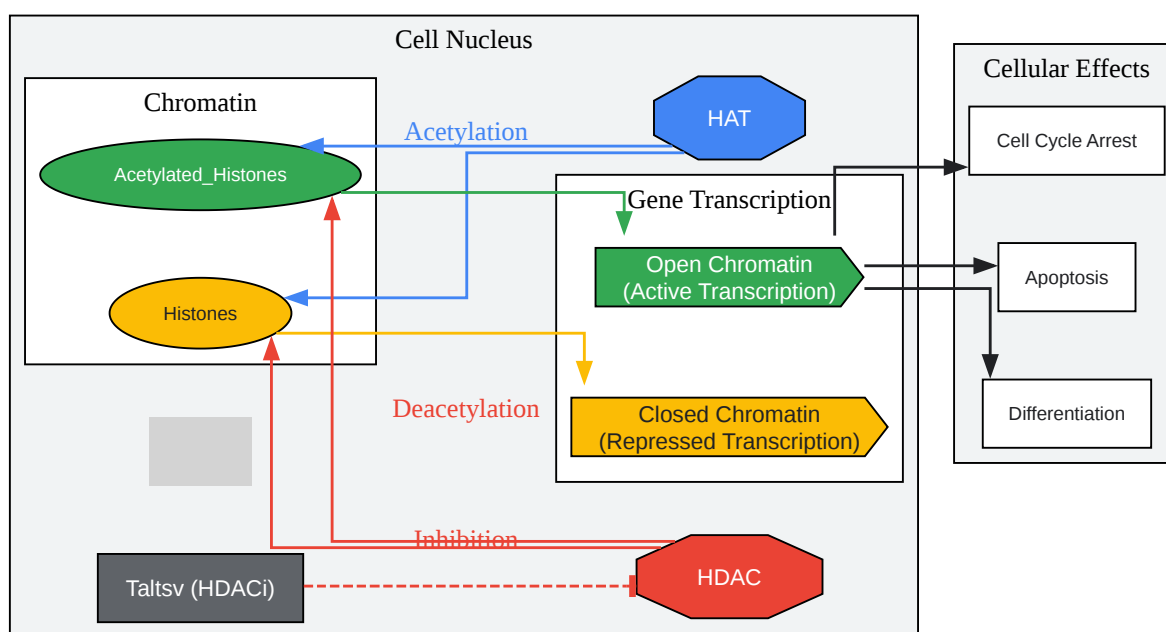 Cell Nucleus
Chromatin
Acetylated_Histones
Histones
Acetylation
HAT
Gene Transcription
Open Chromatin
(Active Transcription)
Closed Chromatin
(Repressed Transcription)
Deacetylation
Inhibition
Taltsv (HDACi)
HDAC
Cellular Effects
Cell Cycle Arrest
Apoptosis
Differentiation